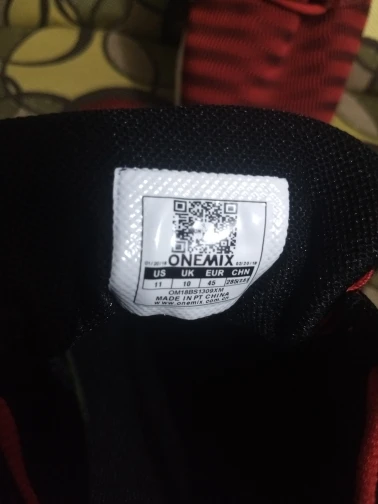 ONEMIX
US UK EUR CHN
11 10 45
OM18BS1309XM
MADE IN PT CHINA
www.onemix.com.cn